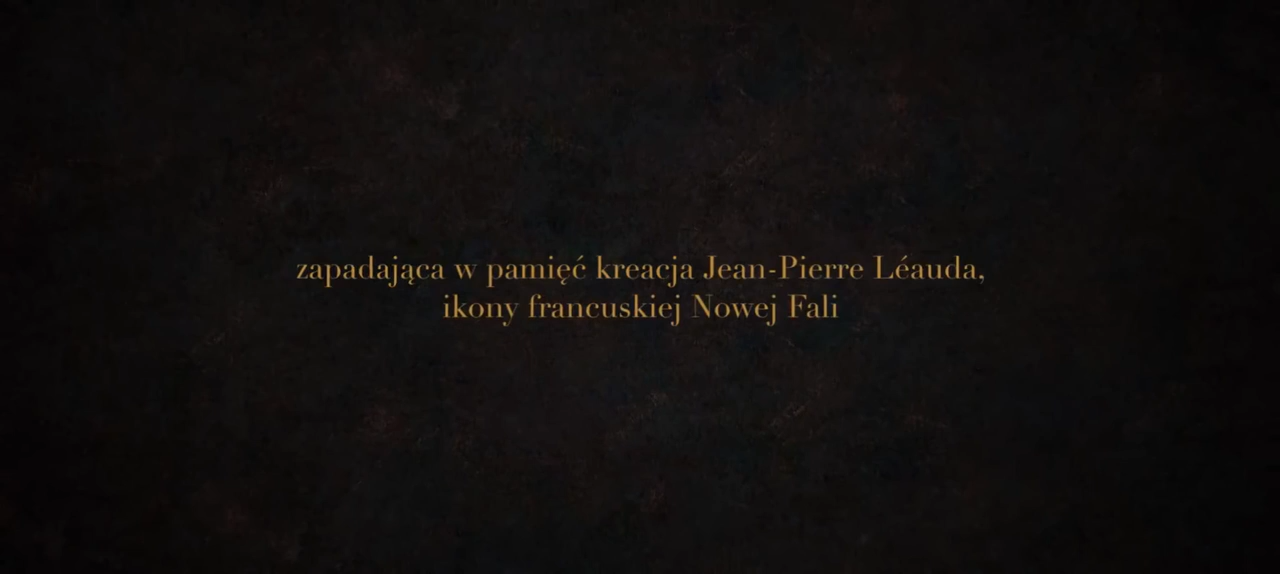 zapadająca w pamięć kreacja Jean-Pierre Léauda,
ikony francuskiej Nowej Fali